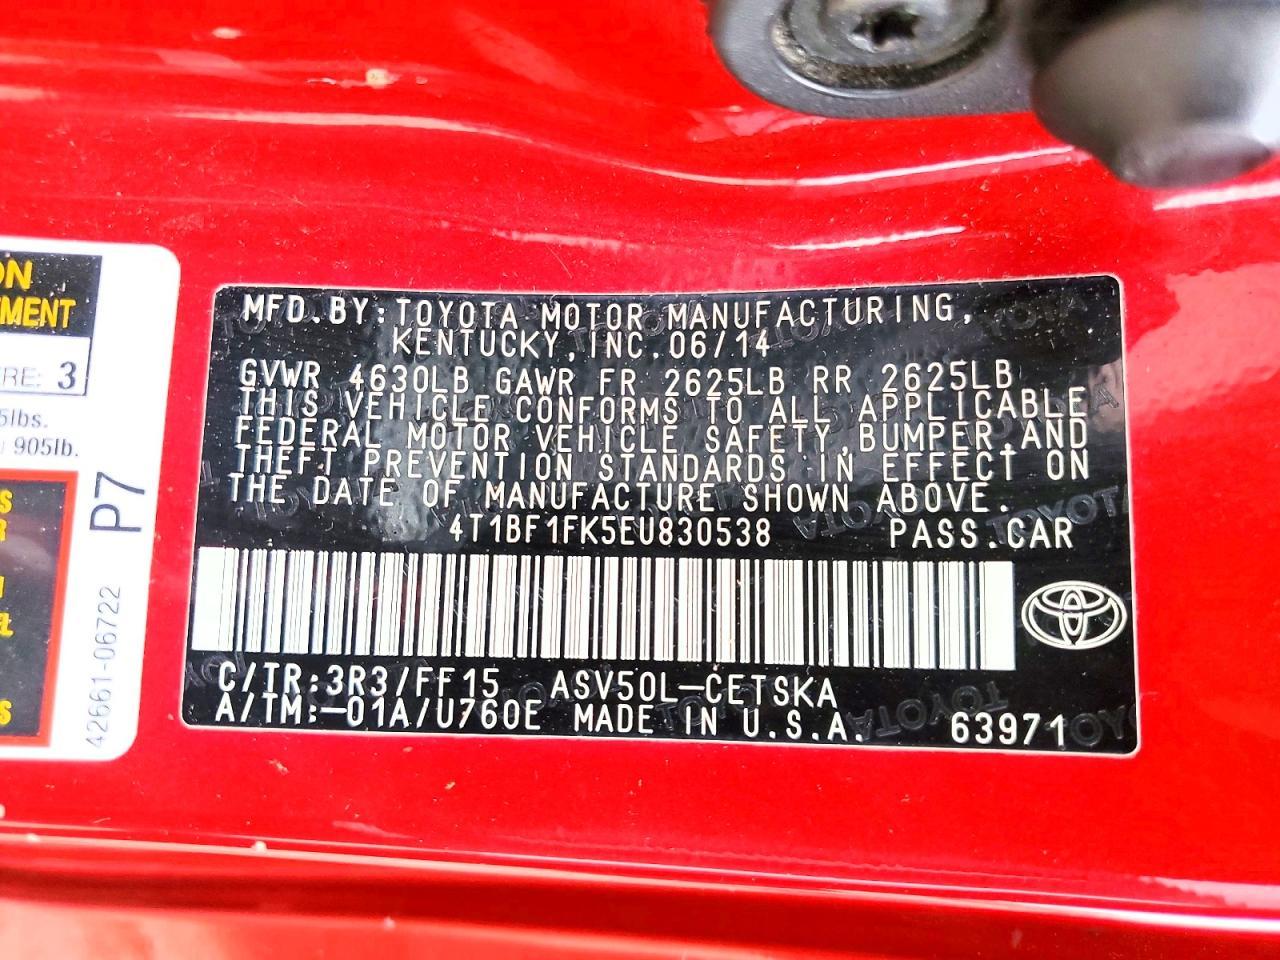 ON
EMENT
RE: 3
5lbs.
905lb.
P7
42661-06722
MFD.BY:TOYOTA MOTOR MANUFACTURING,
KENTUCKY,INC.06/14
GVWR 4630LB GAWR FR 2625LB RR 2625LB
THIS VEHICLE CONFORMS TO ALL APPLICABLE
FEDERAL MOTOR VEHICLE SAFETY,BUMPER,AND
THEFT PREVENTION STANDARDS IN EFFECT ON
THE DATE OF MANUFACTURE SHOWN ABOVE.
4T1BF1FK5EU830538 PASS.CAR
C/TR:3R3/FF15 ASV50L-CETSKA
A/TM:-01A/U760E MADE IN U.S.A. 63971